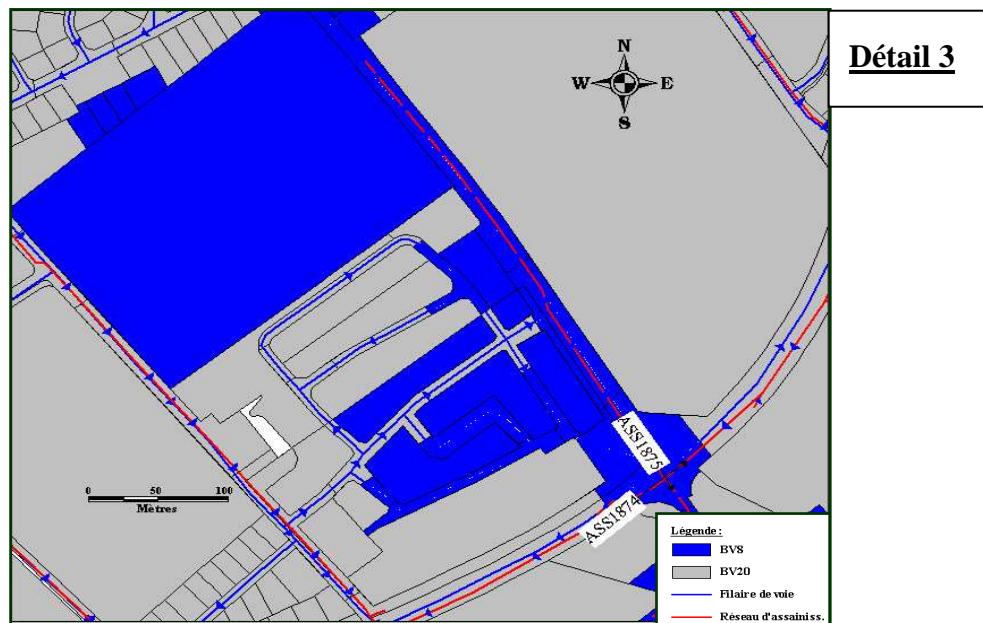 Détail 3
N
W E
S
ASS1875
ASS1874
0 50 100
Mètres
Légende :
BV8
BV20
Filaire de voie
Réseau d'assainiss.